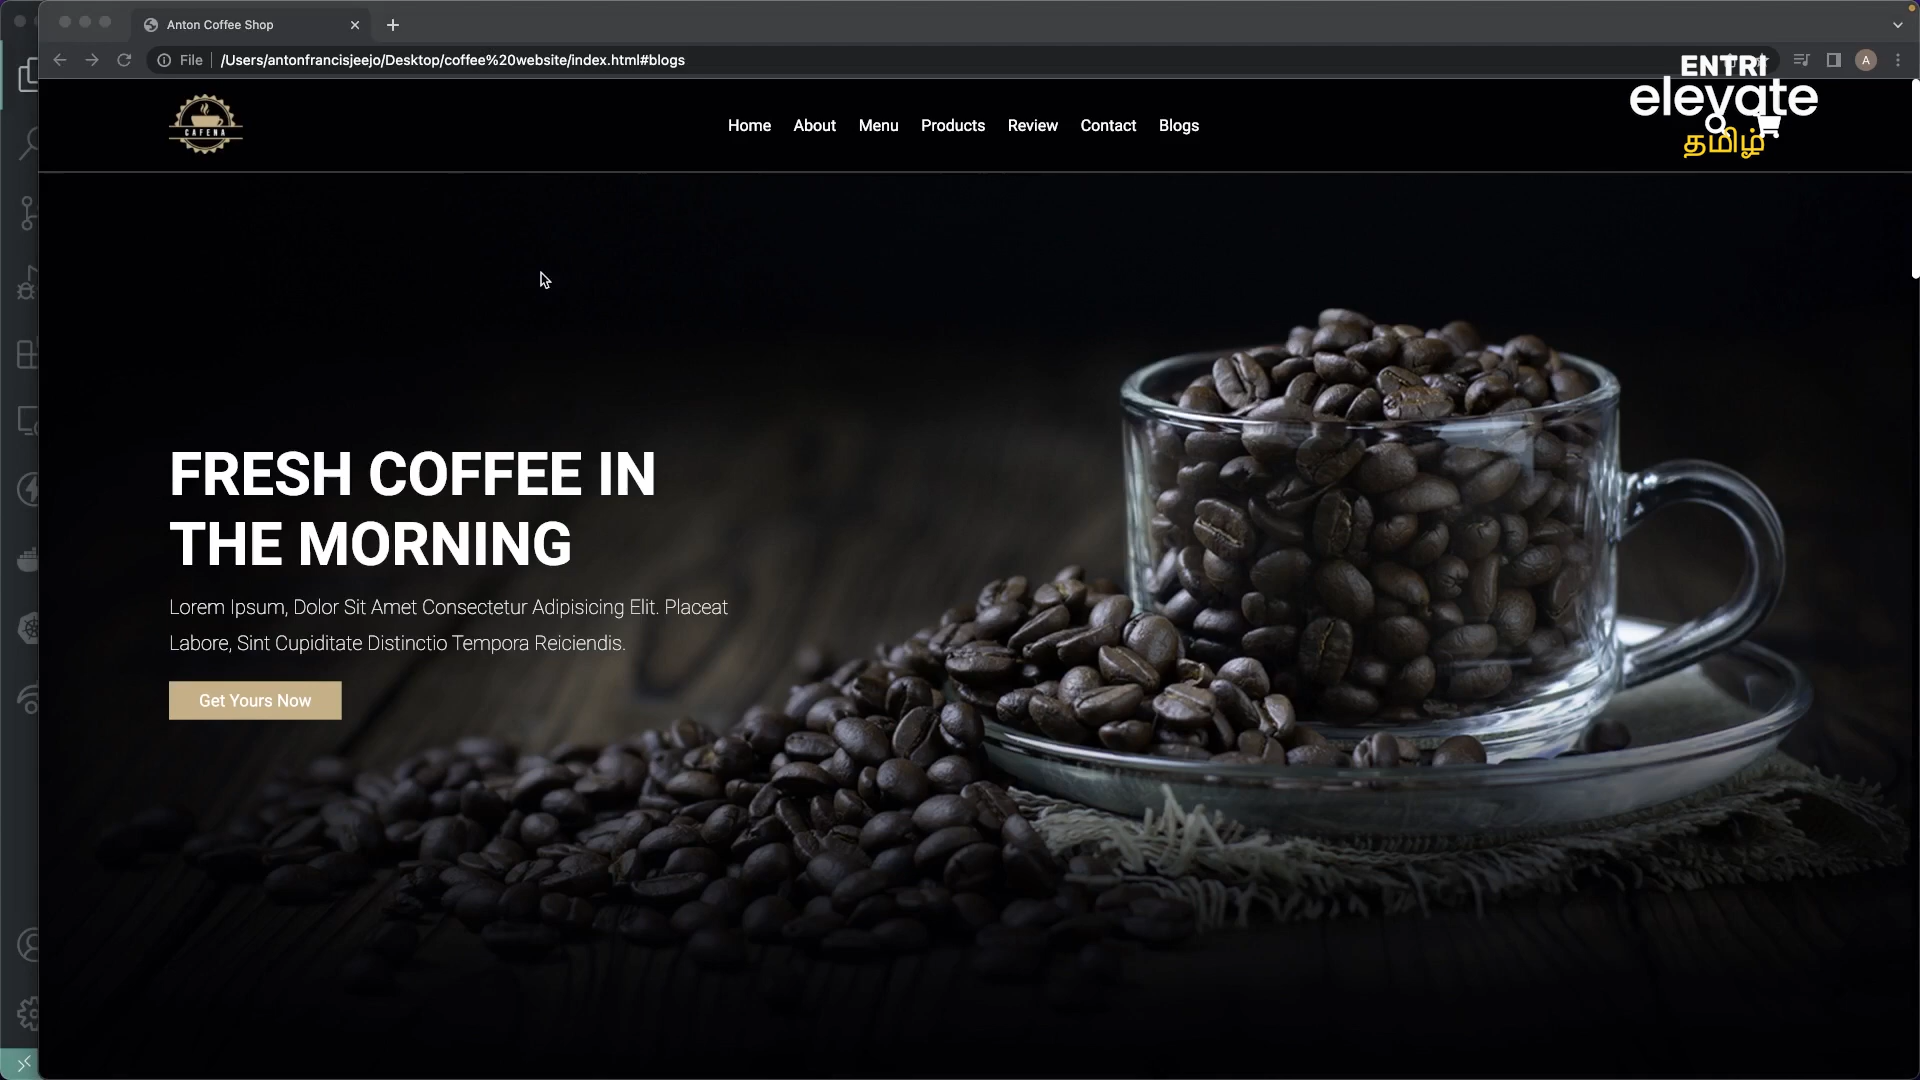 Anton Coffee Shop
File
/Users/antonfrancisjeejo/Desktop/coffee%20website/index.html#blogs
A
ENTRI
elevate
தமிழ்
CAFENA
Home About Menu Products Review Contact Blogs
FRESH COFFEE IN
THE MORNING
Lorem Ipsum, Dolor Sit Amet Consectetur Adipisicing Elit. Placeat
Labore, Sint Cupiditate Distinctio Tempora Reiciendis.
Get Yours Now